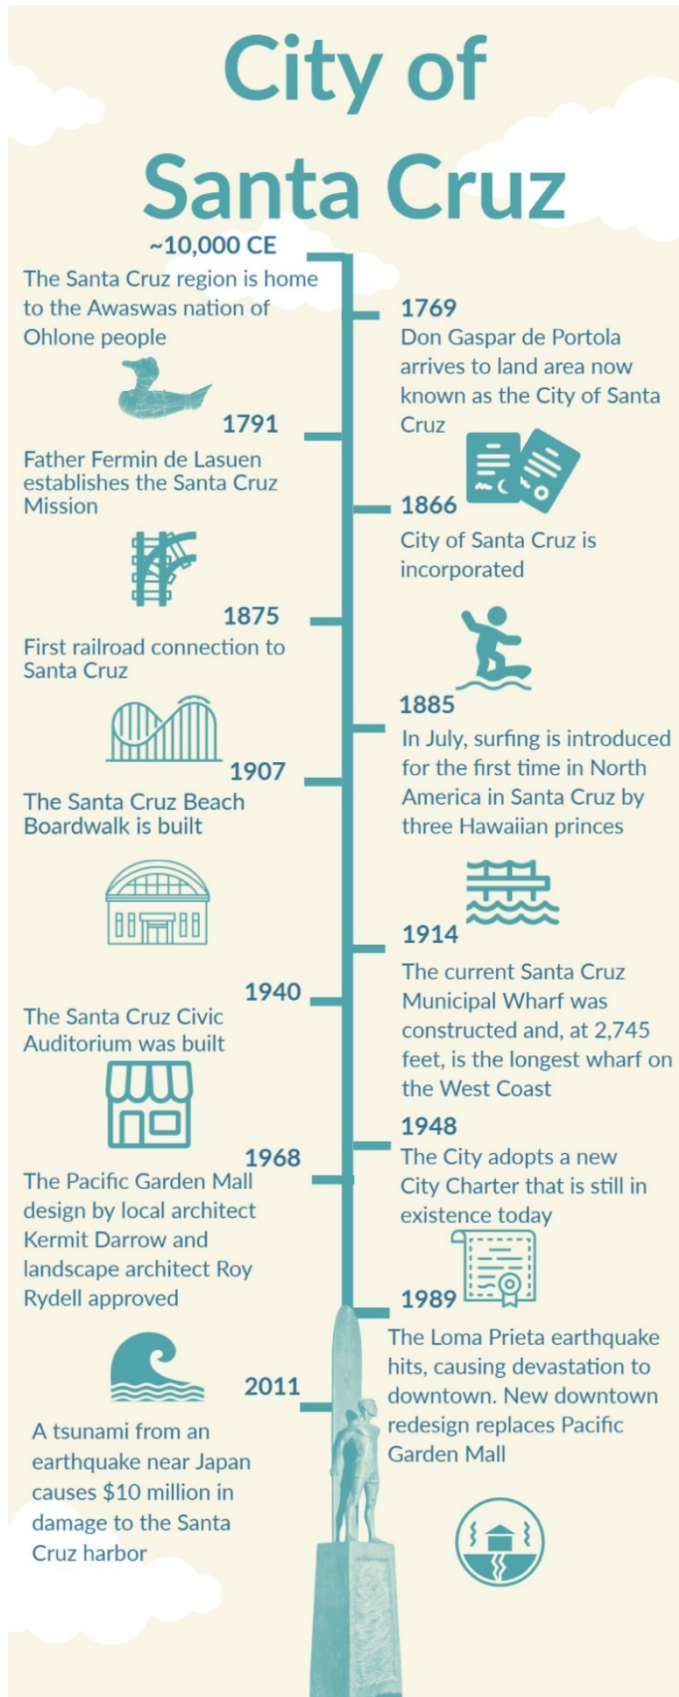 City of
Santa Cruz
~10,000 CE
The Santa Cruz region is home
to the Awaswas nation of
Ohlone people
1769
Don Gaspar de Portola
arrives to land area now
known as the City of Santa
Cruz
1791
Father Fermin de Lasuen
establishes the Santa Cruz
Mission
1866
City of Santa Cruz is
incorporated
1875
First railroad connection to
Santa Cruz
1885
In July, surfing is introduced
for the first time in North
America in Santa Cruz by
three Hawaiian princes
1907
The Santa Cruz Beach
Boardwalk is built
1914
The current Santa Cruz
Municipal Wharf was
constructed and, at 2,745
feet, is the longest wharf on
the West Coast
1940
The Santa Cruz Civic
Auditorium was built
1948
The City adopts a new
City Charter that is still in
existence today
1968
The Pacific Garden Mall
design by local architect
Kermit Darrow and
landscape architect Roy
Rydell approved
1989
The Loma Prieta earthquake
hits, causing devastation to
downtown. New downtown
redesign replaces Pacific
Garden Mall
2011
A tsunami from an
earthquake near Japan
causes $10 million in
damage to the Santa
Cruz harbor